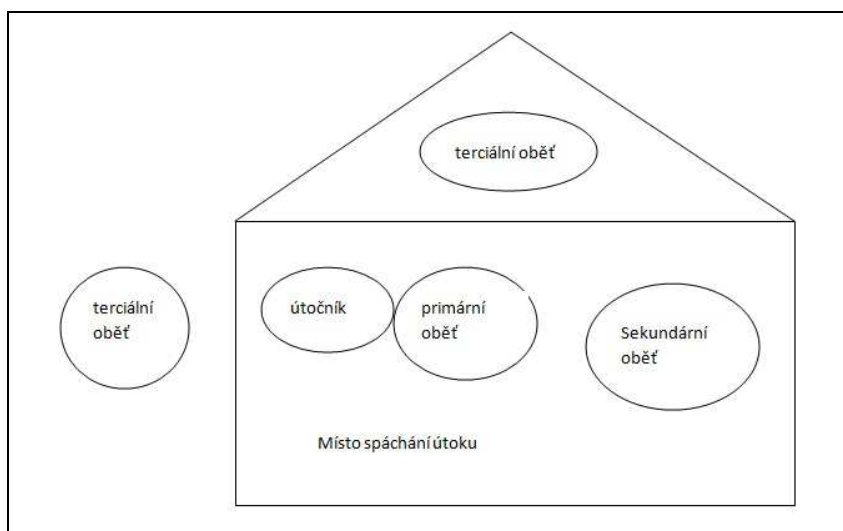 terciální oběť
terciální
oběť
útočník
primární
oběť
Sekundární
oběť
Místo spáchání útoku